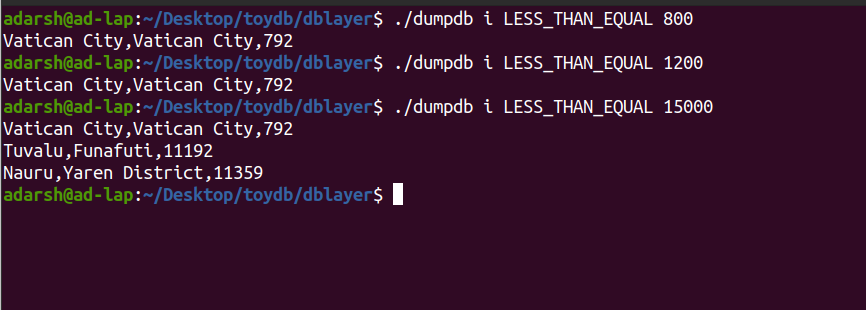 adarsh@ad-lap:~/Desktop/toydb/dblayer$ ./dumpdb i LESS_THAN_EQUAL 800
Vatican City,Vatican City,792
adarsh@ad-lap:~/Desktop/toydb/dblayer$ ./dumpdb i LESS_THAN_EQUAL 1200
Vatican City,Vatican City,792
adarsh@ad-lap:~/Desktop/toydb/dblayer$ ./dumpdb i LESS_THAN_EQUAL 15000
Vatican City,Vatican City,792
Tuvalu,Funafuti,11192
Nauru,Yaren District,11359
adarsh@ad-lap:~/Desktop/toydb/dblayer$